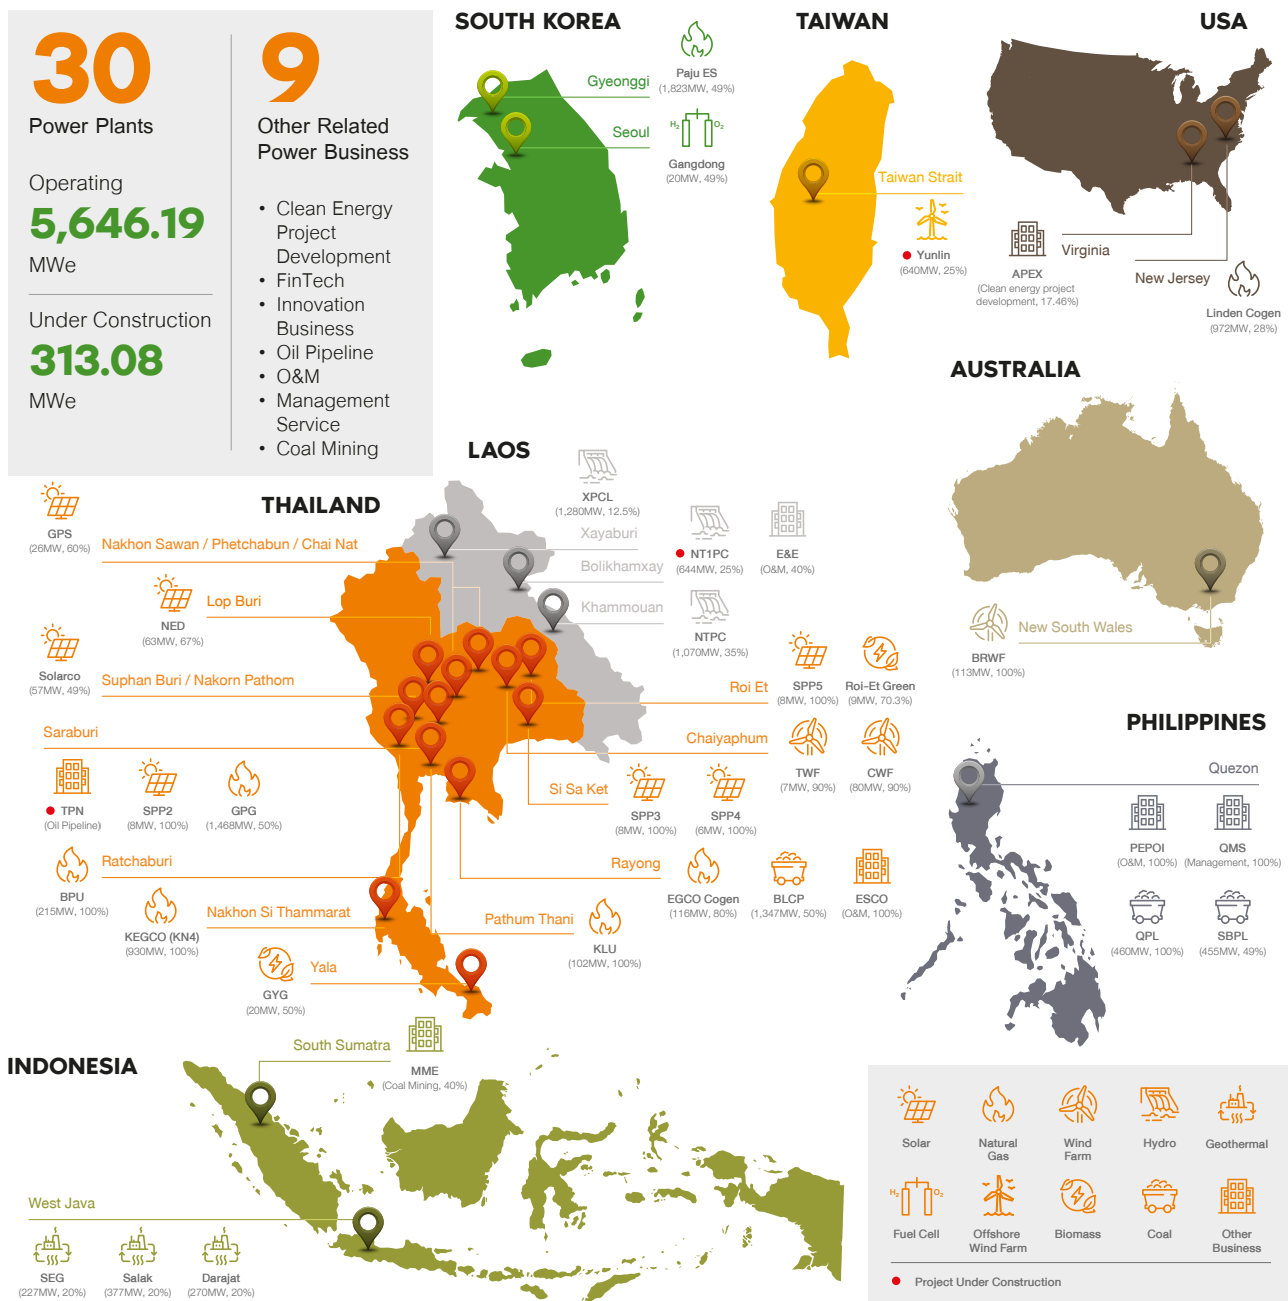 30
Power Plants
Operating
5,646.19
MWe
Under Construction
313.08
MWe
9
Other Related
Power Business
• Clean Energy
Project
Development
• FinTech
• Innovation
Business
• Oil Pipeline
• O&M
• Management
Service
• Coal Mining
SOUTH KOREA
Gyeonggi
Paju ES
(1,823MW, 49%)
Seoul
H₂ O₂
Gangdong
(20MW, 49%)
TAIWAN
Taiwan Strait
Yunlin
(640MW, 25%)
USA
Virginia
APEX
(Clean energy project
development, 17.46%)
New Jersey
Linden Cogen
(972MW, 28%)
AUSTRALIA
New South Wales
BRWF
(113MW, 100%)
LAOS
XPCL
(1,280MW, 12.5%)
Xayaburi
Bolikhamxay
NT1PC
(644MW, 25%)
E&E
(O&M, 40%)
Khammouan
NTPC
(1,070MW, 35%)
THAILAND
GPS
(26MW, 60%)
Nakhon Sawan / Phetchabun / Chai Nat
NED
(63MW, 67%)
Lop Buri
Solarco
(57MW, 49%)
Suphan Buri / Nakorn Pathom
Saraburi
TPN
(Oil Pipeline)
SPP2
(8MW, 100%)
GPG
(1,468MW, 50%)
Ratchaburi
BPU
(215MW, 100%)
KEGCO (KN4)
(930MW, 100%)
Nakhon Si Thammarat
GYG
(20MW, 50%)
Yala
Roi Et
SPP5
(8MW, 100%)
Roi-Et Green
(9MW, 70.3%)
Chaiyaphum
TWF
(7MW, 90%)
CWF
(80MW, 90%)
Si Sa Ket
SPP3
(8MW, 100%)
SPP4
(6MW, 100%)
Rayong
EGCO Cogen
(116MW, 80%)
BLCP
(1,347MW, 50%)
ESCO
(O&M, 100%)
Pathum Thani
KLU
(102MW, 100%)
PHILIPPINES
Quezon
PEPOI
(O&M, 100%)
QMS
(Management, 100%)
QPL
(460MW, 100%)
SBPL
(455MW, 49%)
INDONESIA
South Sumatra
MME
(Coal Mining, 40%)
West Java
SEG
(227MW, 20%)
Salak
(377MW, 20%)
Darajat
(270MW, 20%)
Solar
Natural
Gas
Wind
Farm
Hydro
Geothermal
H₂ O₂
Fuel Cell
Offshore
Wind Farm
Biomass
Coal
Other
Business
Project Under Construction